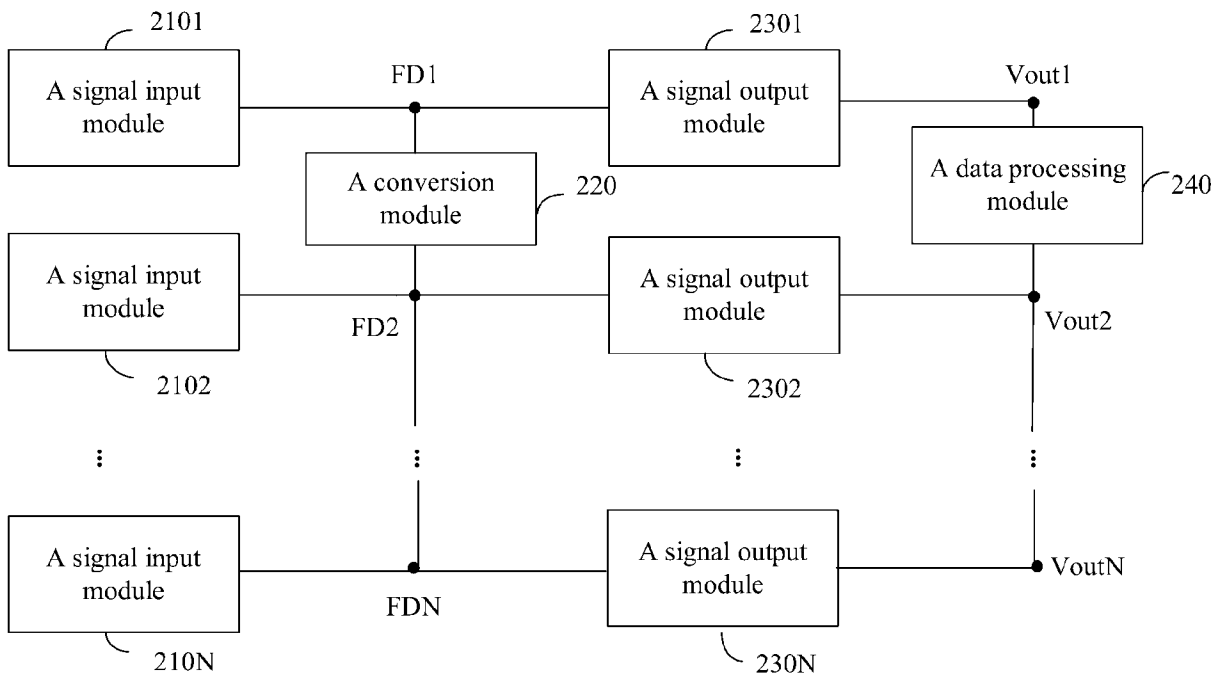 2101
2301
A signal input
module
FD1
A signal output
module
Vout1
A conversion
module
220
A data processing
module
240
A signal input
module
FD2
A signal output
module
Vout2
2102
2302
⋮
⋮
⋮
⋮
A signal input
module
FDN
A signal output
module
VoutN
210N
230N